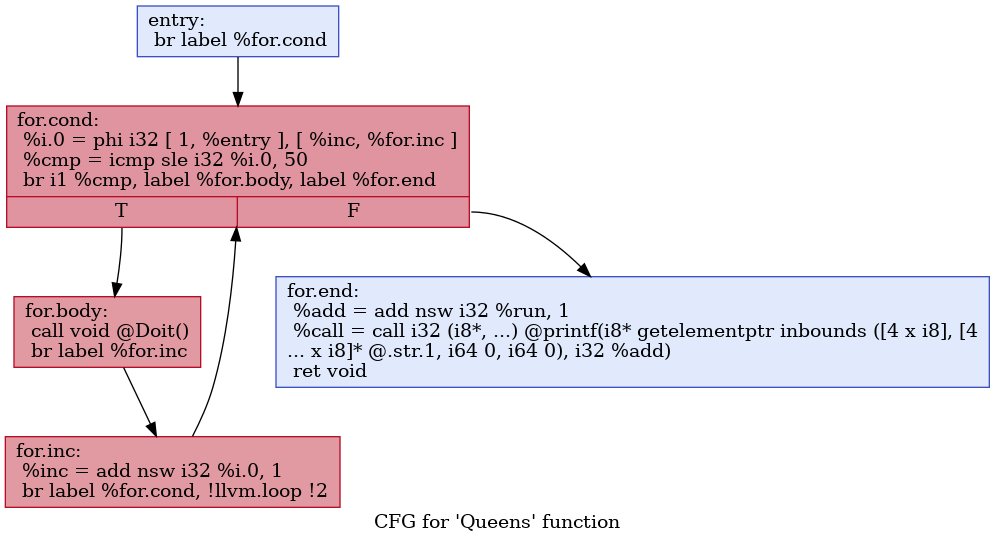 entry:
br label %for.cond
for.cond:
%i.0 = phi i32 [ 1, %entry ], [ %inc, %for.inc ]
%cmp = icmp sle i32 %i.0, 50
br i1 %cmp, label %for.body, label %for.end
T
F
for.body:
call void @Doit()
br label %for.inc
for.end:
%add = add nsw i32 %run, 1
%call = call i32 (i8*, ...) @printf(i8* getelementptr inbounds ([4 x i8], [4
... x i8]* @.str.1, i64 0, i64 0), i32 %add)
ret void
for.inc:
%inc = add nsw i32 %i.0, 1
br label %for.cond, !llvm.loop !2
CFG for 'Queens' function